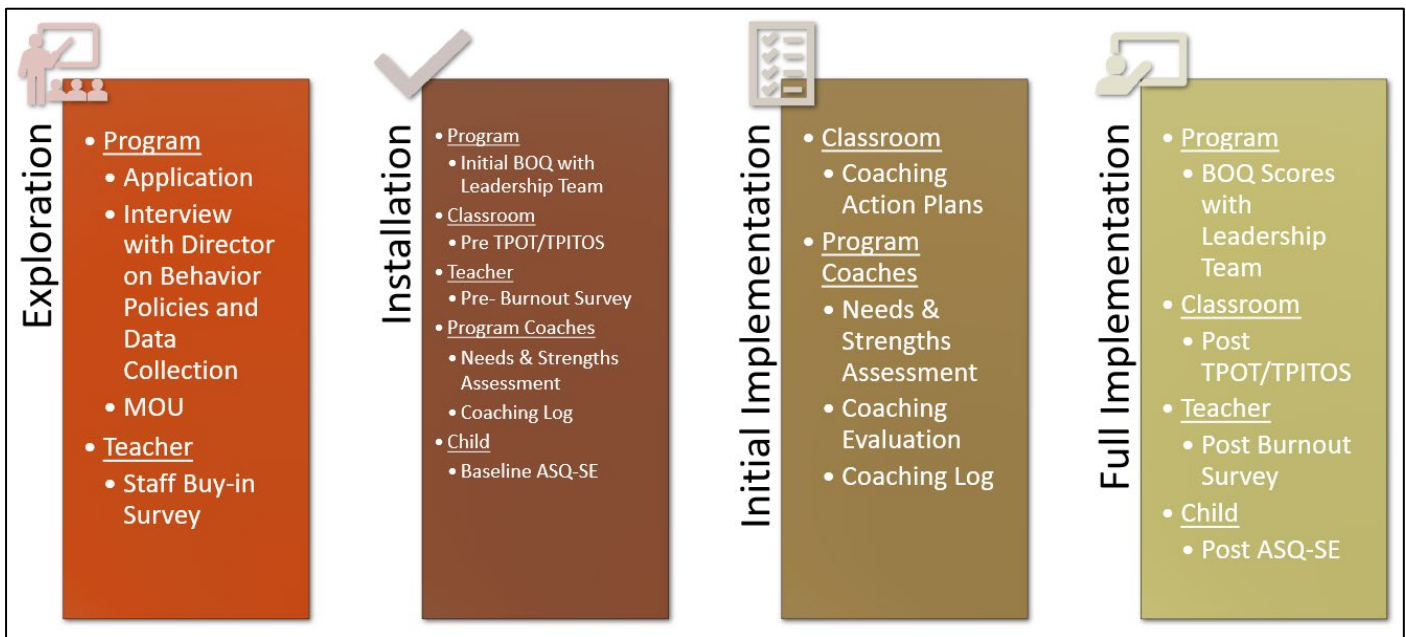 Exploration
• Program
• Application
• Interview
with Director
on Behavior
Policies and
Data
Collection
• MOU
• Teacher
• Staff Buy-in
Survey
Installation
• Program
• Initial BOQ with
Leadership Team
• Classroom
• Pre TPOT/TPITOS
• Teacher
• Pre- Burnout Survey
• Program Coaches
• Needs & Strengths
Assessment
• Coaching Log
• Child
• Baseline ASQ-SE
Initial Implementation
• Classroom
• Coaching
Action Plans
• Program
Coaches
• Needs &
Strengths
Assessment
• Coaching
Evaluation
• Coaching Log
Full Implementation
• Program
• BOQ Scores
with
Leadership
Team
• Classroom
• Post
TPOT/TPITOS
• Teacher
• Post Burnout
Survey
• Child
• Post ASQ-SE